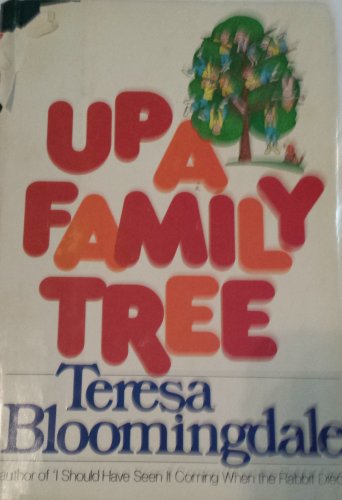 UP A
FAMILY
TREE
Teresa
Bloomingdale
author of "I Should Have Seen It Coming When the Rabbit Died